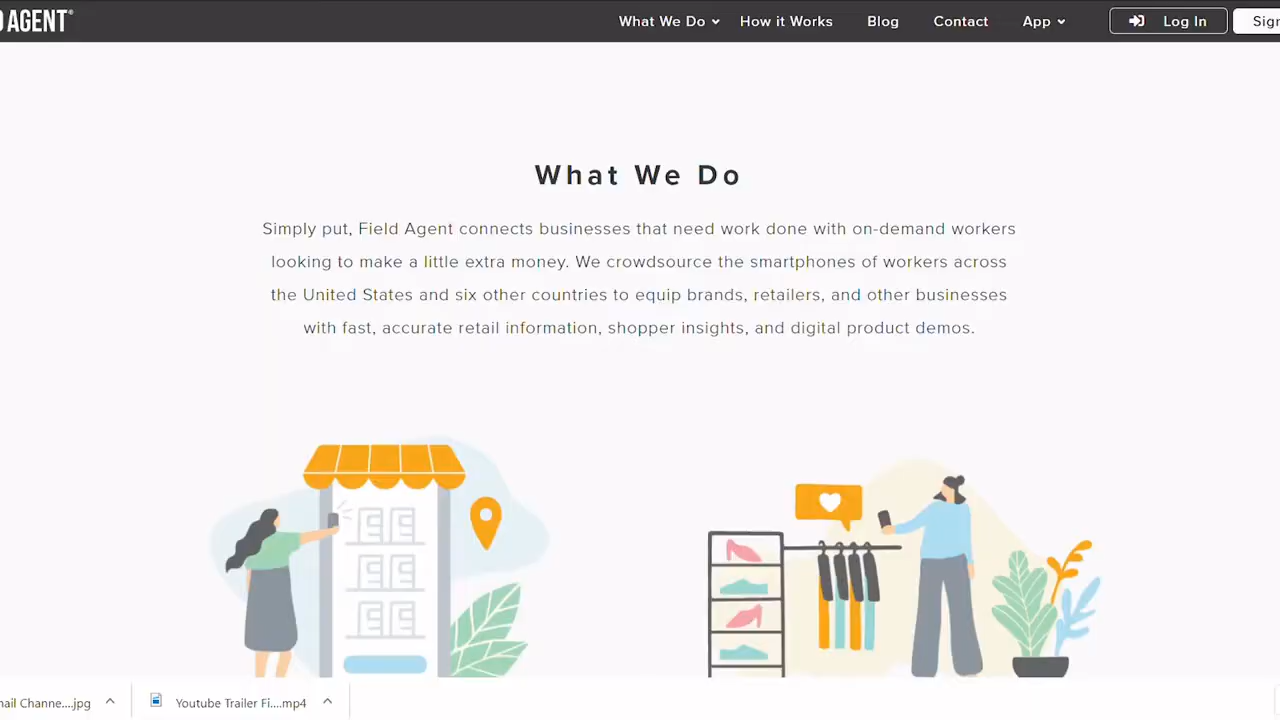 AGENT®
What We Do
How it Works
Blog
Contact
App
Log In
What We Do
Simply put, Field Agent connects businesses that need work done with on-demand workers
looking to make a little extra money. We crowdsource the smartphones of workers across
the United States and six other countries to equip brands, retailers, and other businesses
with fast, accurate retail information, shopper insights, and digital product demos.
Channe....jpg
Youtube Trailer Fi....mp4